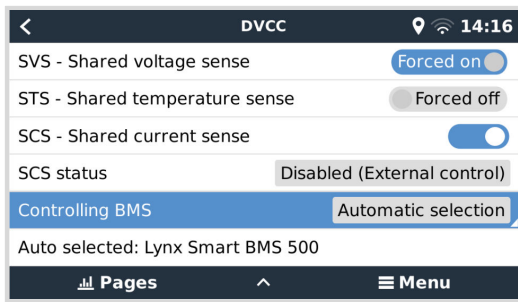 DVCC 14:16
SVS - Shared voltage sense Forced on
STS - Shared temperature sense Forced off
SCS - Shared current sense
SCS status Disabled (External control)
Controlling BMS Automatic selection
Auto selected: Lynx Smart BMS 500
Pages Menu